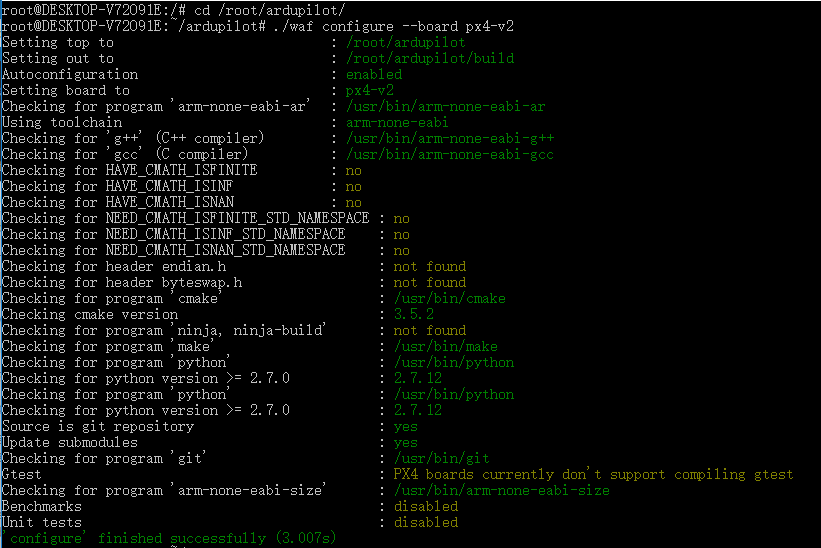 root@DESKTOP-V72091E:/# cd /root/ardupilot/
root@DESKTOP-V72091E:~/ardupilot# ./waf configure --board px4-v2
Setting top to : /root/ardupilot
Setting out to : /root/ardupilot/build
Autoconfiguration : enabled
Setting board to : px4-v2
Checking for program 'arm-none-eabi-ar' : /usr/bin/arm-none-eabi-ar
Using toolchain : arm-none-eabi
Checking for 'g++' (C++ compiler) : /usr/bin/arm-none-eabi-g++
Checking for 'gcc' (C compiler) : /usr/bin/arm-none-eabi-gcc
Checking for HAVE_CMATH_ISFINITE : no
Checking for HAVE_CMATH_ISINF : no
Checking for HAVE_CMATH_ISNAN : no
Checking for NEED_CMATH_ISFINITE_STD_NAMESPACE : no
Checking for NEED_CMATH_ISINF_STD_NAMESPACE : no
Checking for NEED_CMATH_ISNAN_STD_NAMESPACE : no
Checking for header endian.h : not found
Checking for header byteswap.h : not found
Checking for program 'cmake' : /usr/bin/cmake
Checking cmake version : 3.5.2
Checking for program 'ninja, ninja-build' : not found
Checking for program 'make' : /usr/bin/make
Checking for program 'python' : /usr/bin/python
Checking for python version >= 2.7.0 : 2.7.12
Checking for program 'python' : /usr/bin/python
Checking for python version >= 2.7.0 : 2.7.12
Source is git repository : yes
Update submodules : yes
Checking for program 'git' : /usr/bin/git
Gtest : PX4 boards currently don't support compiling gtest
Checking for program 'arm-none-eabi-size' : /usr/bin/arm-none-eabi-size
Benchmarks : disabled
Unit tests : disabled
'configure' finished successfully (3.007s)